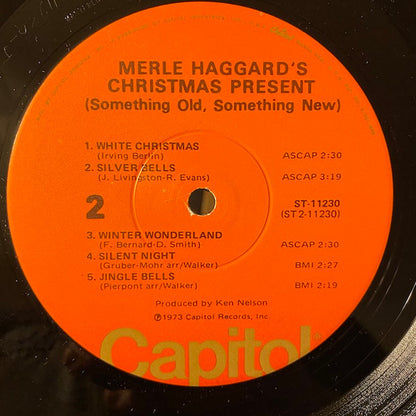 MERLE HAGGARD'S
CHRISTMAS PRESENT
(Something Old, Something New)
1. WHITE CHRISTMAS
(Irving Berlin) ASCAP 2:30
2. SILVER BELLS
(J. Livingston-R. Evans) ASCAP 3:19
2
ST-11230
(ST 2-11230)
3. WINTER WONDERLAND
(F. Bernard-D. Smith) ASCAP 2:30
4. SILENT NIGHT
(Gruber-Mohr arr/Walker) BMI 2:27
5. JINGLE BELLS
(Pierpont arr/Walker) BMI 2:19
Produced by Ken Nelson
℗1973 Capitol Records, Inc.
Capitol